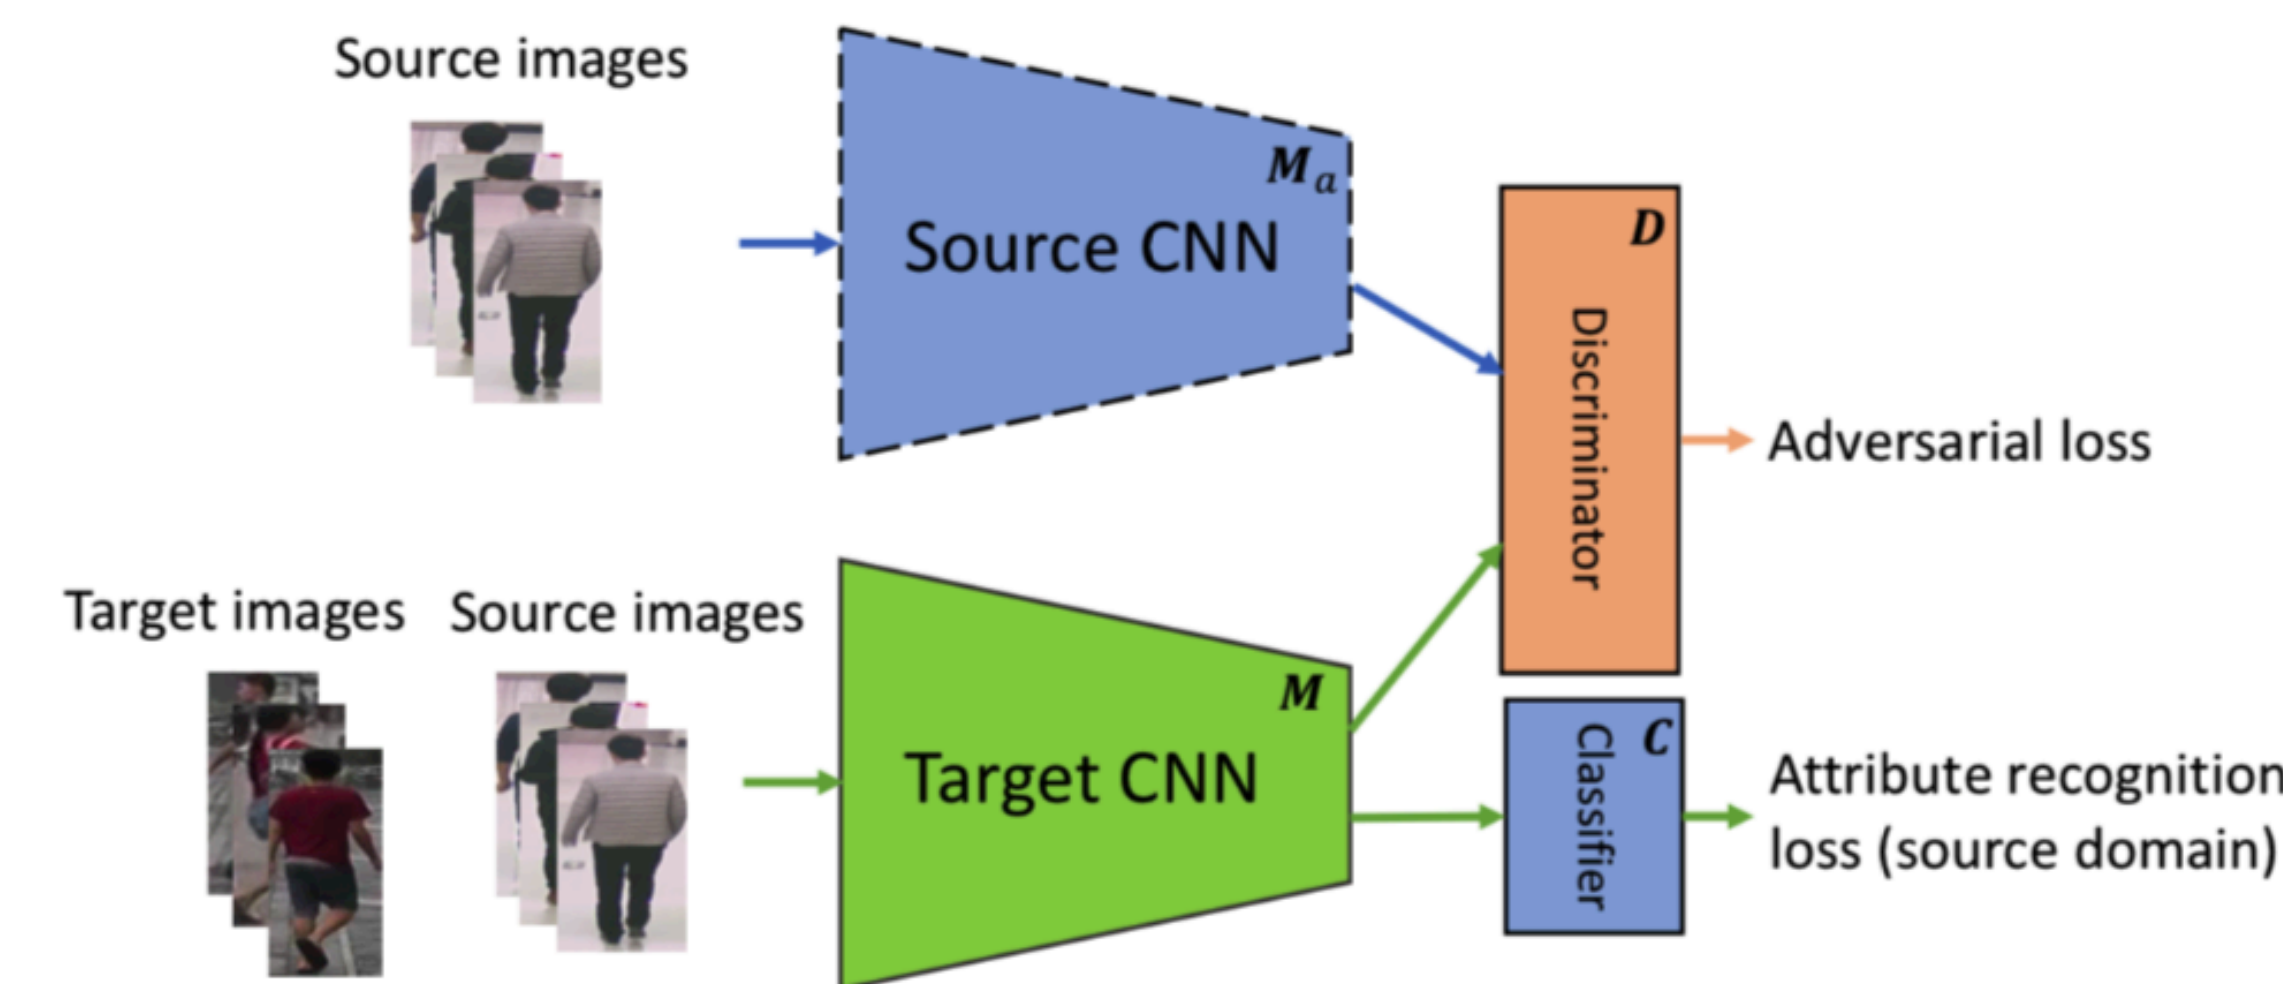 Source images
M a
Source CNN
D
Discriminator
Adversarial loss
Target images
Source images
M
Target CNN
C
Classifier
Attribute recognition
loss (source domain)